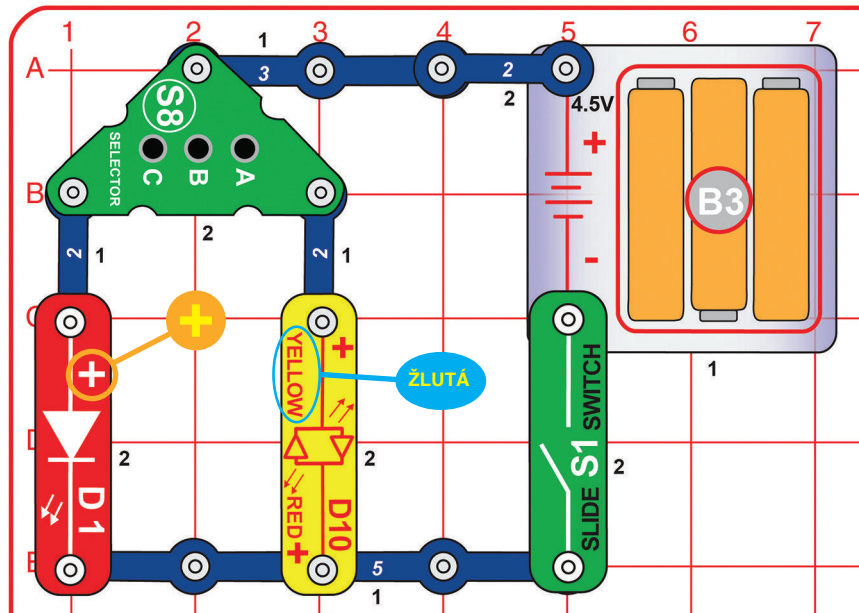 1 2 3 4 5 6 7
A
1
3
2
2
4.5V
S8
SELECTOR
C B A
+
B3
B
2 1
2
2 1
-
C
+
+
YELLOW
+
ŽLUTÁ
1
D
2
2
2
D1
RED+
D10
SLIDE S1 SWITCH
E
5
1